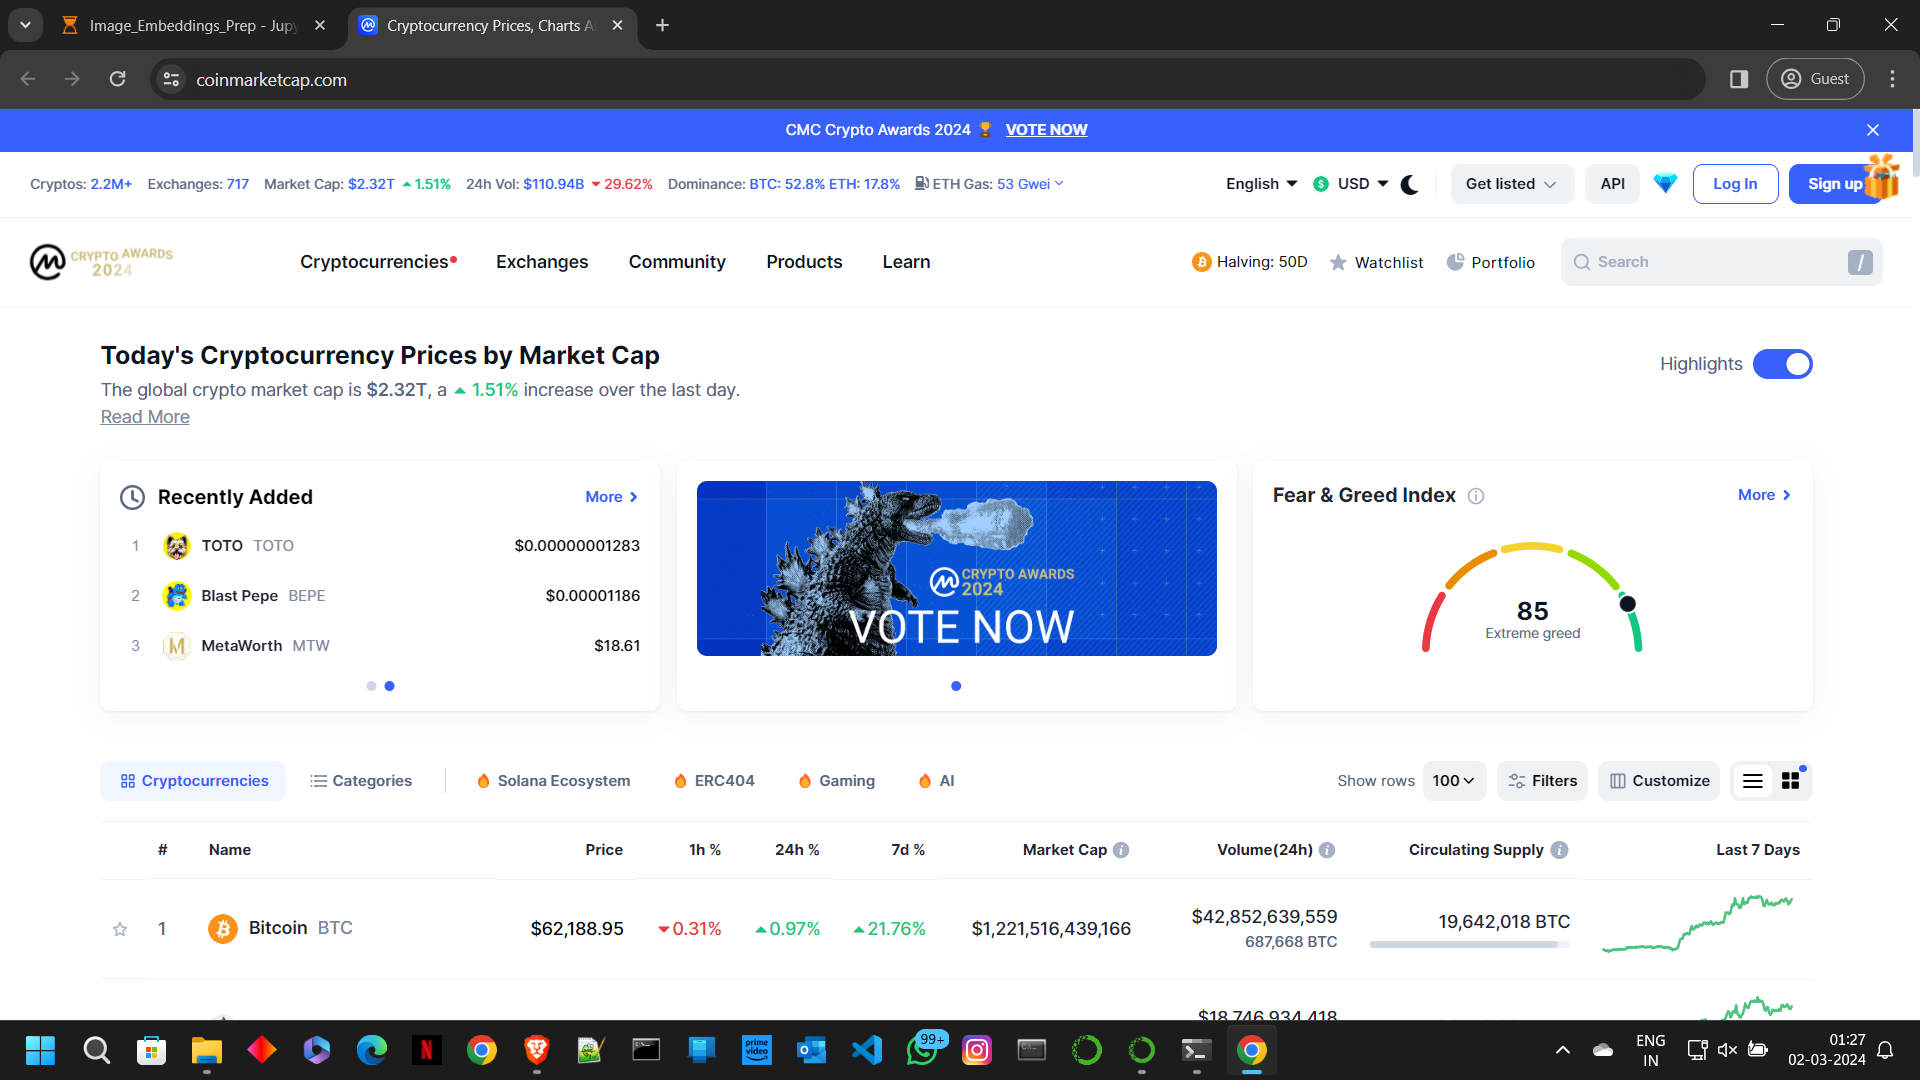 Image_Embeddings_Prep - Jupy
Cryptocurrency Prices, Charts A
coinmarketcap.com
Guest
CMC Crypto Awards 2024 🏆 VOTE NOW
Cryptos: 2.2M+ Exchanges: 717 Market Cap: $2.32T 1.51% 24h Vol: $110.94B 29.62% Dominance: BTC: 52.8% ETH: 17.8% ETH Gas: 53 Gwei
English USD Get listed API Log In Sign up
CRYPTO AWARDS
2024
Cryptocurrencies Exchanges Community Products Learn
Halving: 50D Watchlist Portfolio Search /
Today's Cryptocurrency Prices by Market Cap
Highlights
The global crypto market cap is $2.32T, a 1.51% increase over the last day.
Read More
Recently Added More
1 TOTO TOTO $0.00000001283
2 Blast Pepe BEPE $0.00001186
3 MetaWorth MTW $18.61
CRYPTO AWARDS
2024
VOTE NOW
Fear & Greed Index More
85
Extreme greed
Cryptocurrencies Categories Solana Ecosystem ERC404 Gaming AI
Show rows 100 Filters Customize
# Name Price 1h % 24h % 7d % Market Cap Volume(24h) Circulating Supply Last 7 Days
1 Bitcoin BTC $62,188.95 0.31% 0.97% 21.76% $1,221,516,439,166 $42,852,639,559 19,642,018 BTC
687,668 BTC
$18,746,934,418
prime video
99+
ENG
IN
01:27
02-03-2024